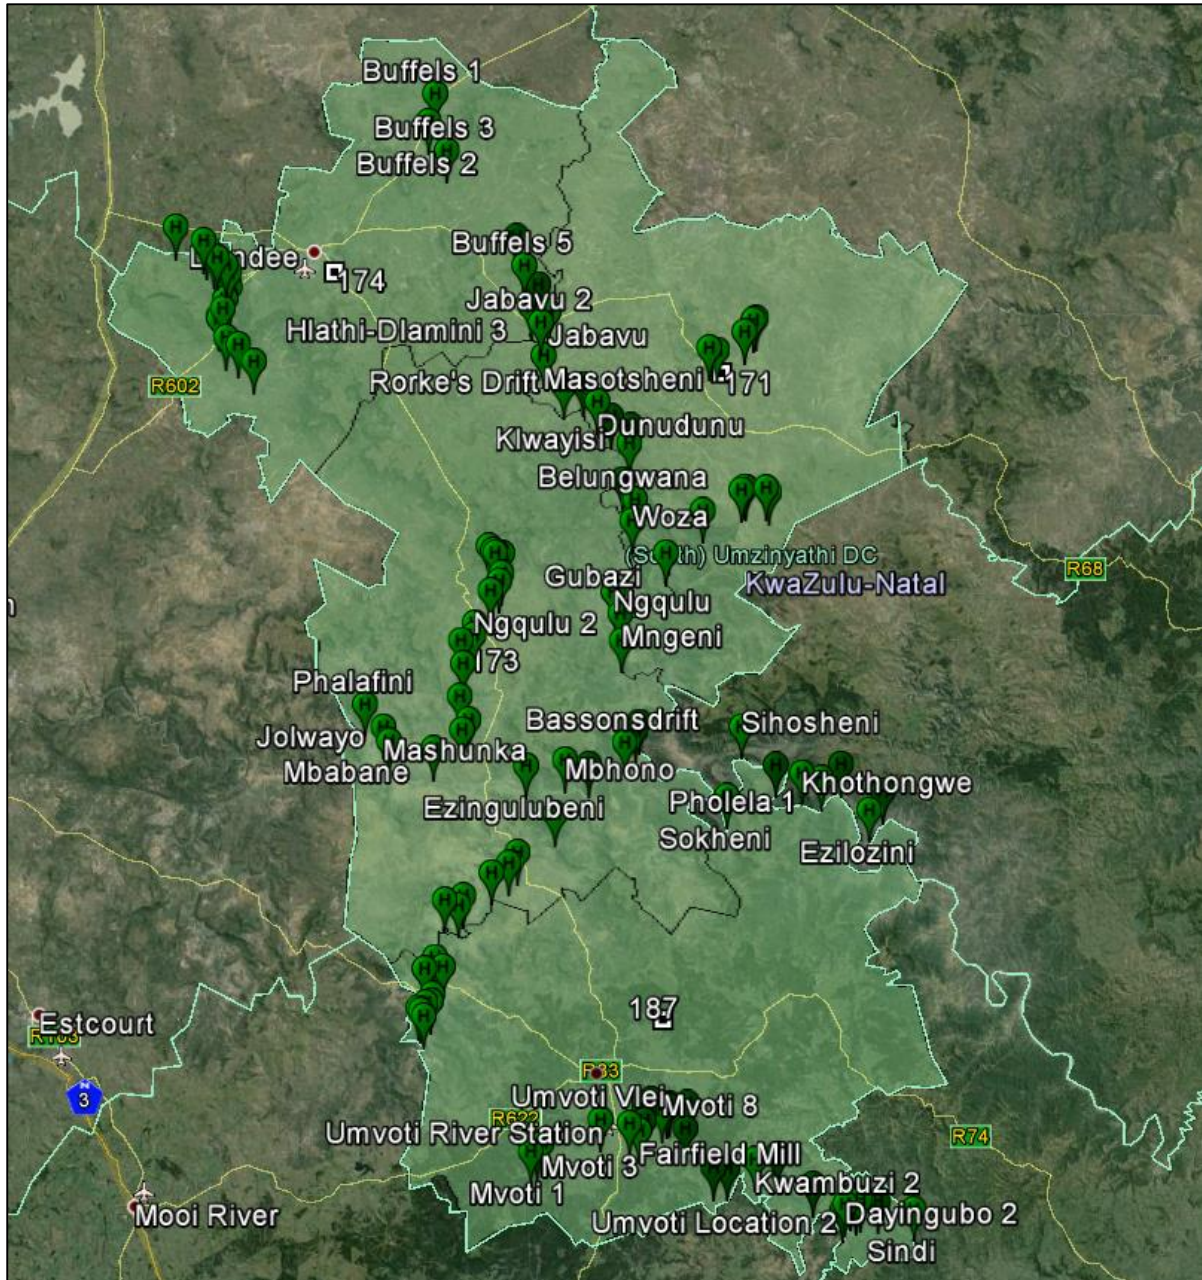 Buffels 1
Buffels 3
Buffels 2
Buffels 5
174
Jabavu 2
Hlathi-Dlamini 3
Jabavu
Rorke's Drift
Masotsheni
171
R602
Dunudunu
Klwayisi
Belungwana
Woza
Umzinyathi DC
R68
Gubazi
KwaZulu-Natal
Ngqulu
Ngqulu 2
Mngeni
173
Phalafini
Bassonsdrift
Sihosheni
Jolwayo
Mashunka
Mbabane
Mbhono
Khothongwe
Ezingulubeni
Pholela 1
Sokheni
Ezilozini
187
Estcourt
R33
3
Umvoti Vlei
Mvoti 8
R622
Umvoti River Station
R74
Fairfield Mill
Mvoti 3
Mvoti 1
Kwambuzi 2
Mooi River
Umvoti Location 2
Dayingubo 2
Sindi